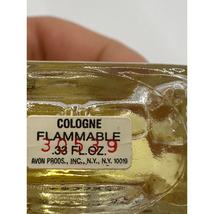 COLOGNE
FLAMMABLE
.33 FL. OZ.
AVON PRODS., INC., N.Y., N.Y. 10019